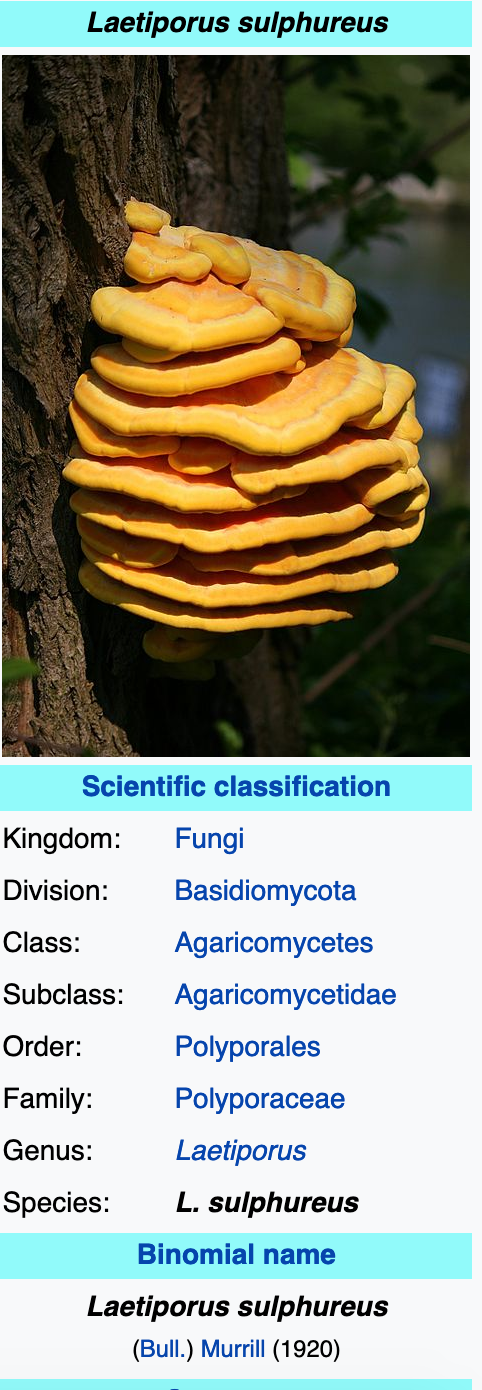 Laetiporus sulphureus
Scientific classification
Kingdom: Fungi
Division: Basidiomycota
Class: Agaricomycetes
Subclass: Agaricomycetidae
Order: Polyporales
Family: Polyporaceae
Genus: Laetiporus
Species: L. sulphureus
Binomial name
Laetiporus sulphureus
(Bull.) Murrill (1920)